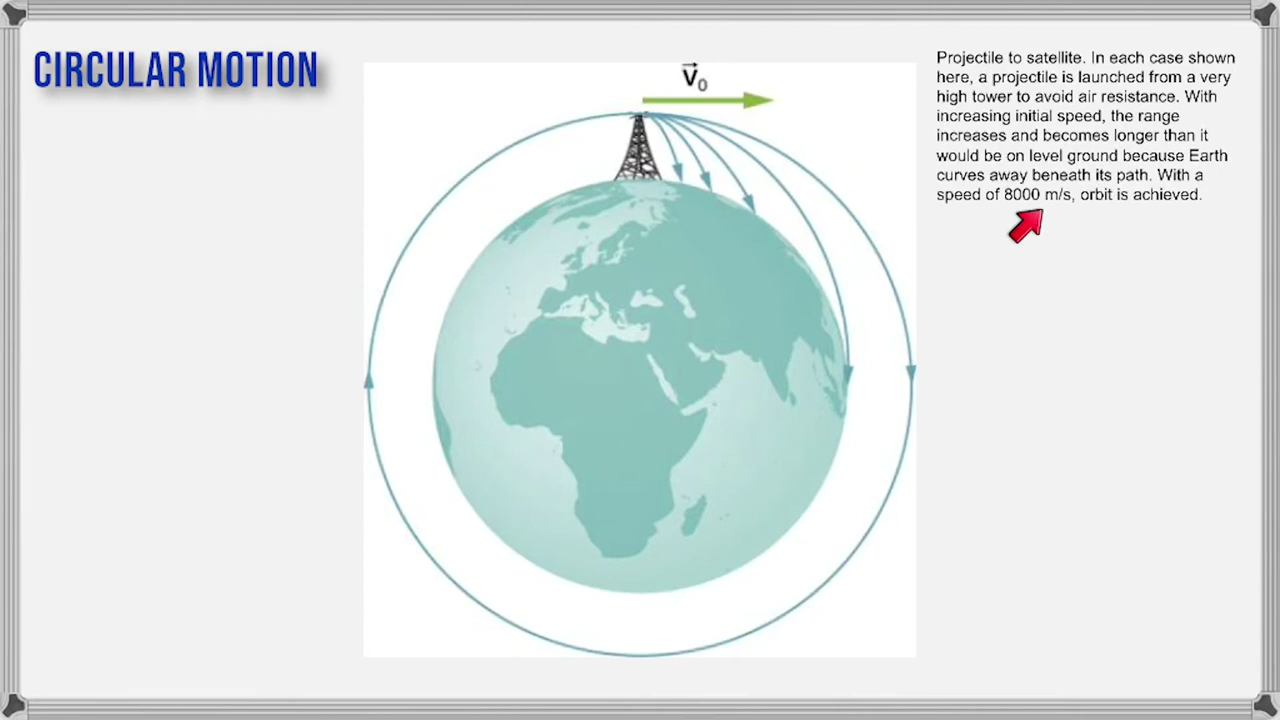 CIRCULAR MOTION
v⃗₀
Projectile to satellite. In each case shown
here, a projectile is launched from a very
high tower to avoid air resistance. With
increasing initial speed, the range
increases and becomes longer than it
would be on level ground because Earth
curves away beneath its path. With a
speed of 8000 m/s, orbit is achieved.